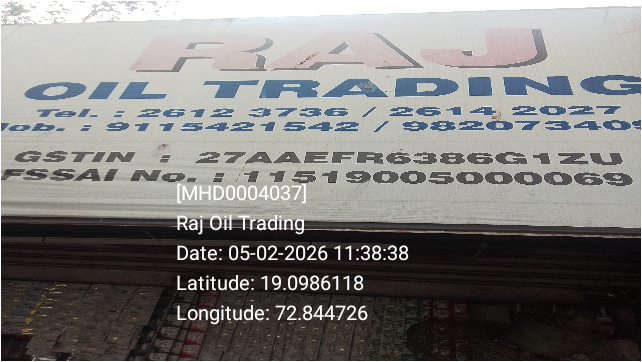 RAJ
OIL TRADING
Tel. : 2612 3736 / 2614 2027
Mob. : 9115421542 / 982073409
GSTIN : 27AAEFR6386G1ZU
FSSAI No. : 11519005000069
[MHD0004037]
Raj Oil Trading
Date: 05-02-2026 11:38:38
Latitude: 19.0986118
Longitude: 72.844726